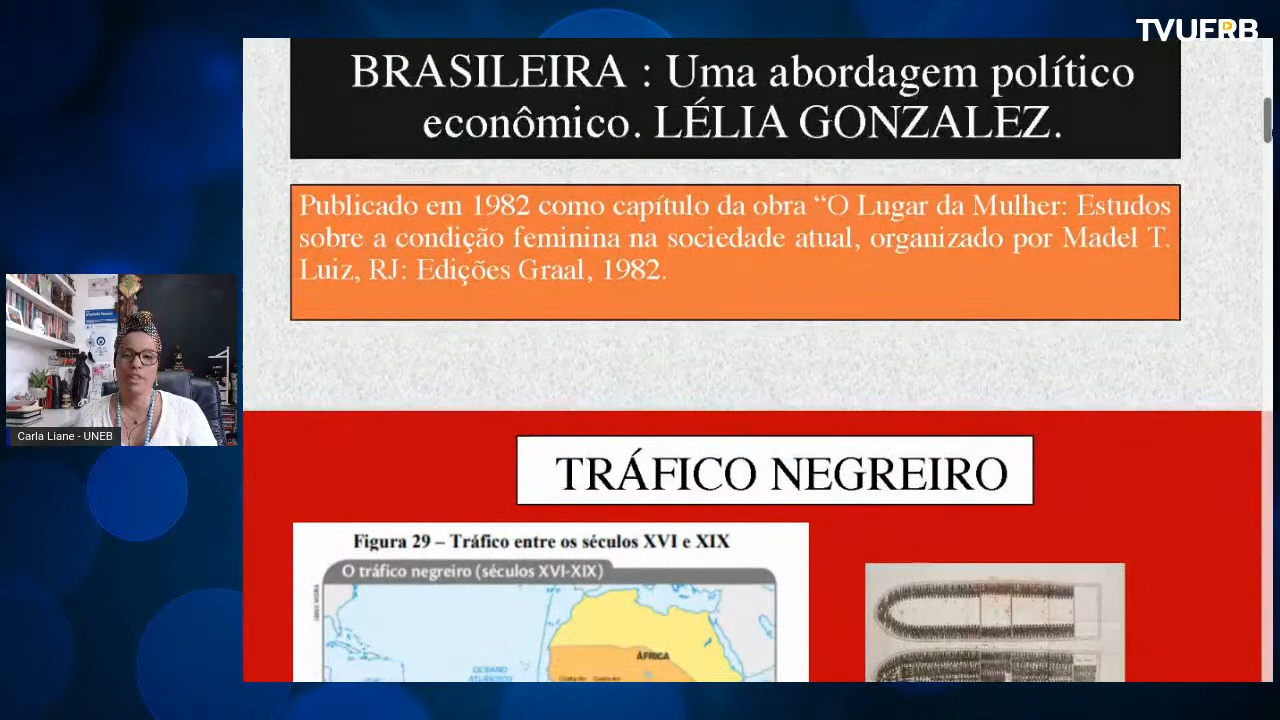 TVUFRB
BRASILEIRA : Uma abordagem político
econômico. LÉLIA GONZALEZ.
Publicado em 1982 como capítulo da obra “O Lugar da Mulher: Estudos
sobre a condição feminina na sociedade atual, organizado por Madel T.
Luiz, RJ: Edições Graal, 1982.
Carla Liane - UNEB
TRÁFICO NEGREIRO
Figura 29 – Tráfico entre os séculos XVI e XIX
O tráfico negreiro (séculos XVI-XIX)
ÁFRICA
OCEANO
ATLÂNTICO